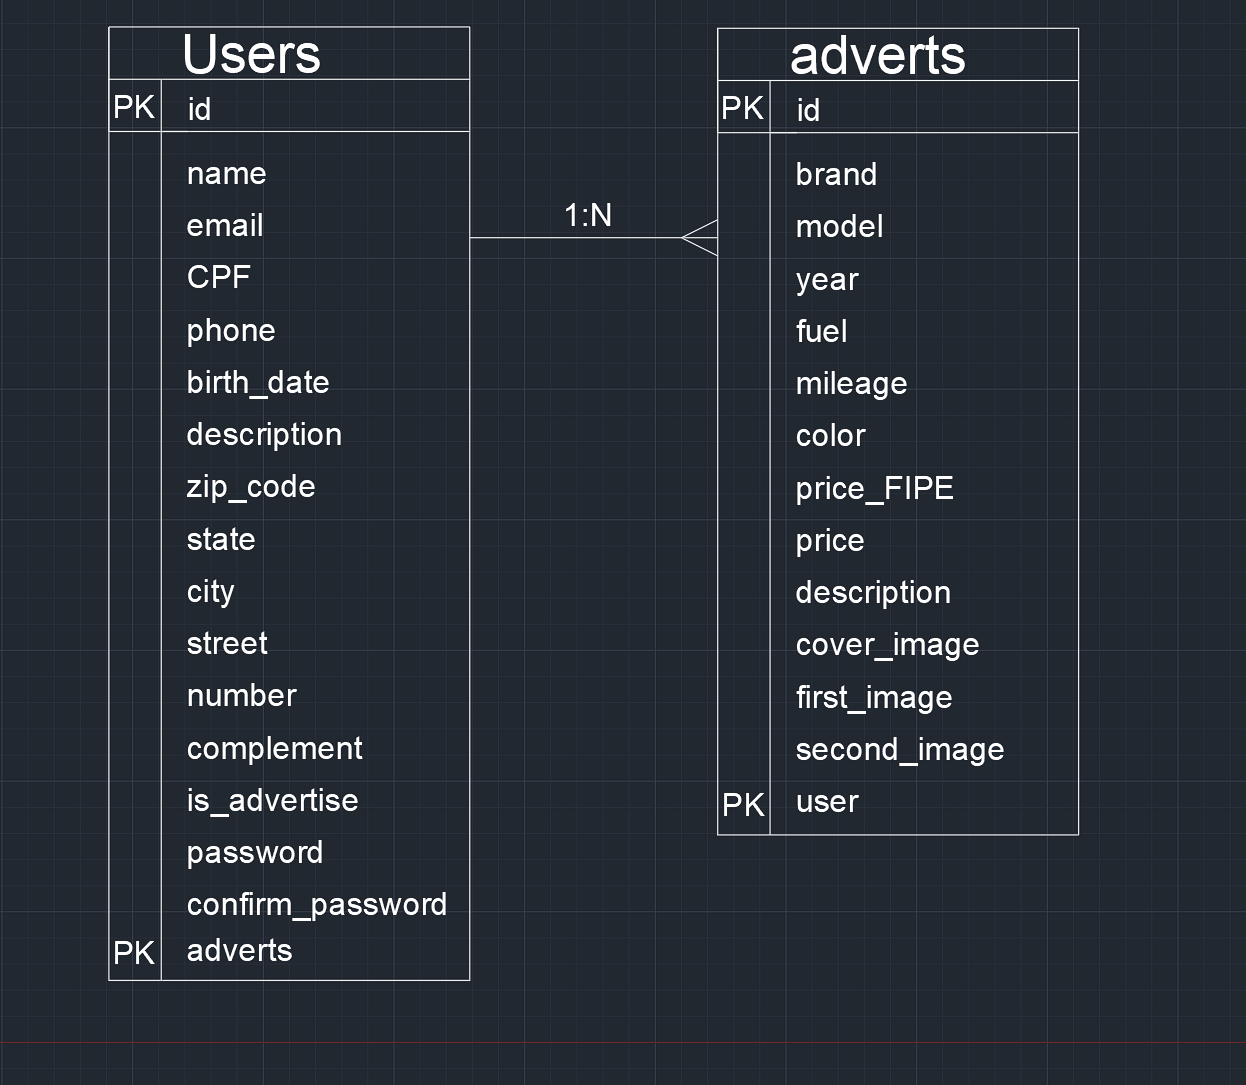 Users
PK id
name
email
CPF
phone
birth_date
description
zip_code
state
city
street
number
complement
is_advertise
password
confirm_password
PK adverts
1:N
adverts
PK id
brand
model
year
fuel
mileage
color
price_FIPE
price
description
cover_image
first_image
second_image
PK user